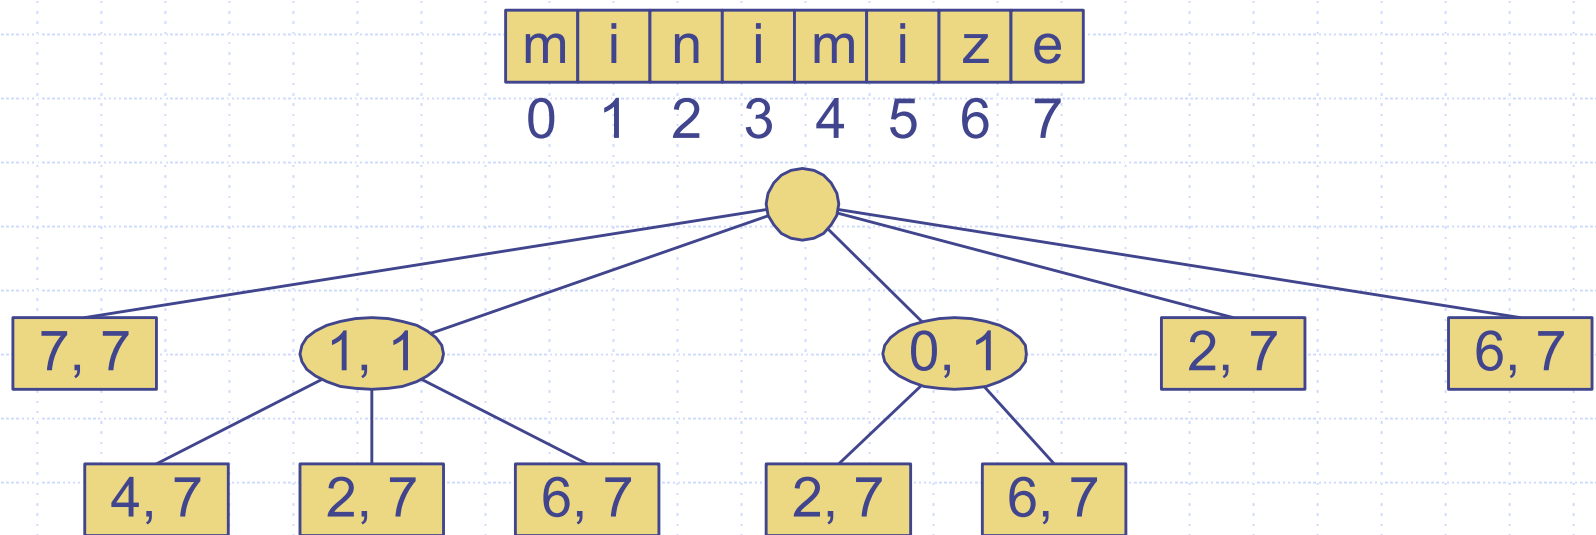 m i n i m i z e
0 1 2 3 4 5 6 7
7, 7 1, 1 0, 1 2, 7 6, 7
4, 7 2, 7 6, 7 2, 7 6, 7